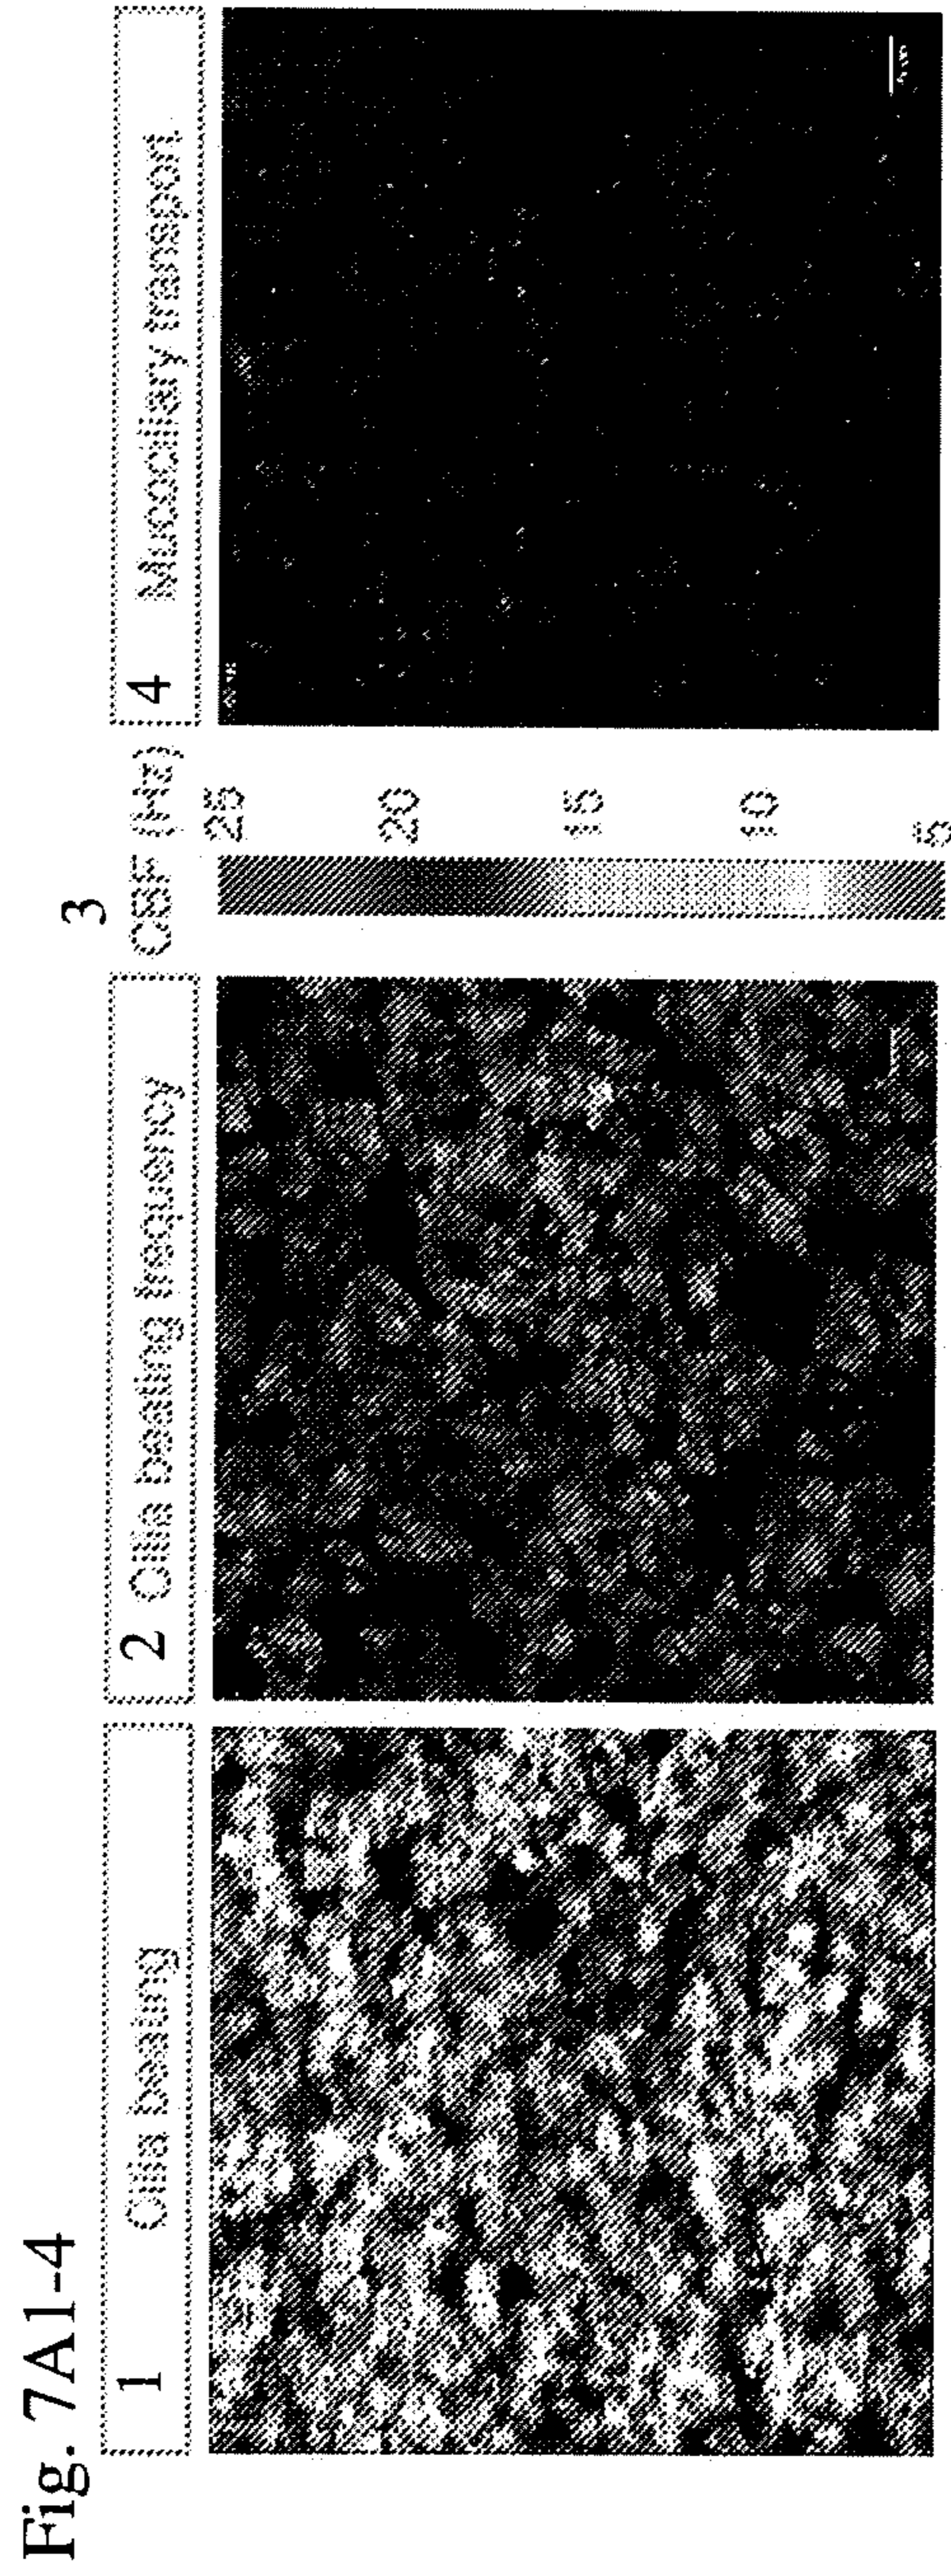 Fig. 7A1-4
1 Cilia beating
2 Cilia beating frequency
3
CBF (Hz)
25
20
15
10
5
4 Mucociliary transport